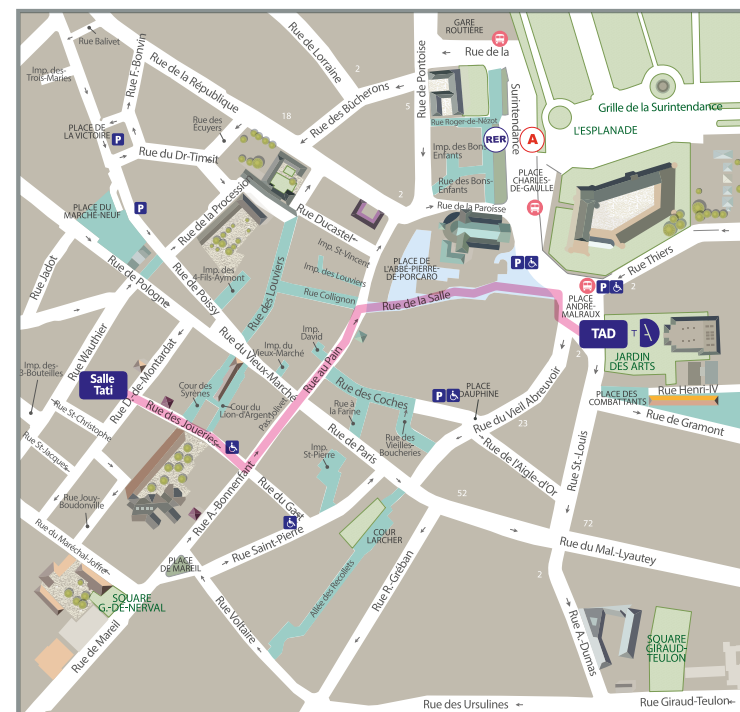 GARE
ROUTIÈRE
Rue de la
Surintendance
Rue Balivet
Imp. des-
Trois-Maries
Rue F.-Bonvin
Rue de la République
Rue de Lorraine
2
Rue des Bûcherons
Rue de Pontoise
5
Grille de la Surintendance
L'ESPLANADE
PLACE DE
LA VICTOIRE
P
Rue des
Écuyers
18
Rue Roger-de-Nézot
RER
A
Imp. des Bons-
Enfants
Rue des Bons-
Enfants
Rue du Dr-Timsit
PLACE
CHARLES-
DE-GAULLE
PLACE DU
MARCHÉ-NEUF
P
Rue de la Procession
2
Rue de la Paroisse
Rue Ducastel
Imp. St-Vincent
Imp. des Louviers
Rue Collignon
PLACE DE
L'ABBÉ-PIERRE-
DE-PORCARO
P
Rue Thiers
Rue Jadot
Rue de Pologne
Imp. des
4-Fils-Aymont
Rue de Poissy
Rue des Louviers
Rue de la Salle
P
2
PLACE
ANDRÉ-
MALRAUX
TAD
T
2
JARDIN
DES ARTS
Imp.
David
Imp. du
Vieux-Marché
Rue du Vieux-Marché
Rue au Pain
Rue Wauthier
Rue D.-de-Montardat
Imp. des-
3-Bouteilles
Salle
Tati
Cour des
Syrènes
Cour du
Lion-d'Argent
Pas. Jolivet
Rue des Coches
P
PLACE
DAUPHINE
Rue du Vieil Abreuvoir
PLACE DES
COMBATTANTS
Rue Henri-IV
Rue de Gramont
Rue St-Christophe
Rue des Joueries
Rue à
la Farine
23
Rue St-Jacques
Imp.
St-Pierre
Rue de Paris
Rue des
Vieilles-
Boucheries
Rue de l'Aigle-d'Or
Rue St-Louis
Rue Jouy-
Boudonville
Rue A.-Bonnenfant
Rue du Gast
52
72
Rue du Maréchal-Joffre
Rue Saint-Pierre
COUR
LARCHER
Rue du Mal.-Lyautey
PLACE
DE MAREIL
Rue R.-Gréban
2
SQUARE
G.-DE-NERVAL
Allée des Recollets
Rue Voltaire
Rue de Mareil
Rue A.-Dumas
SQUARE
GIRAUD-
TEULON
Rue des Ursulines
Rue Giraud-Teulon